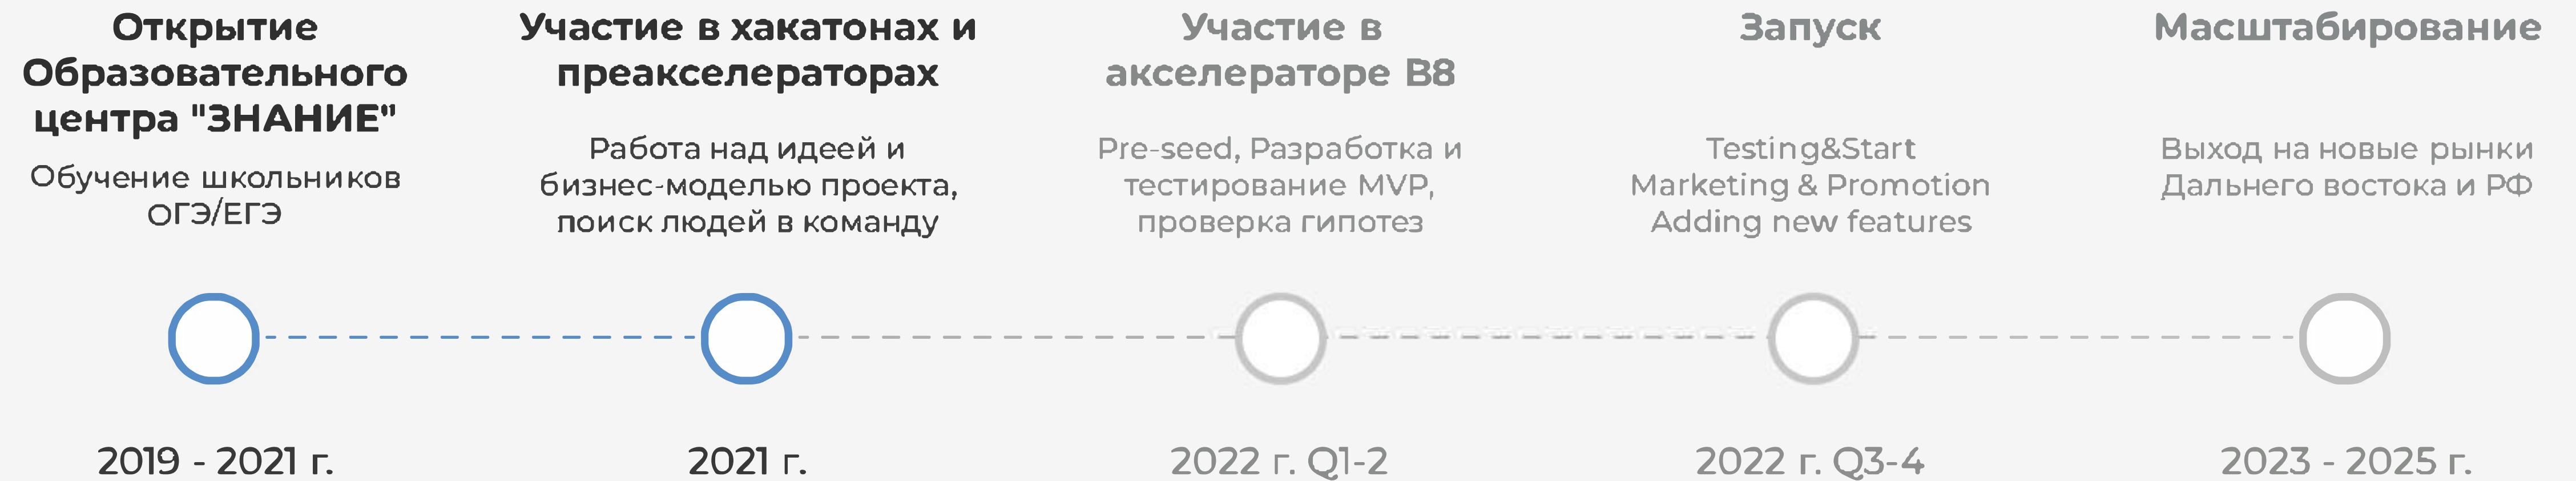 Открытие
Образовательного
центра "ЗНАНИЕ"
Обучение школьников
ОГЭ/ЕГЭ
2019 - 2021 г.
Участие в хакатонах и
преакселераторах
Работа над идеей и
бизнес-моделью проекта,
поиск людей в команду
2021 г.
Участие в
акселераторе B8
Pre-seed, Разработка и
тестирование MVP,
проверка гипотез
2022 г. Q1-2
Запуск
Testing&Start
Marketing & Promotion
Adding new features
2022 г. Q3-4
Масштабирование
Выход на новые рынки
Дальнего востока и РФ
2023 - 2025 г.